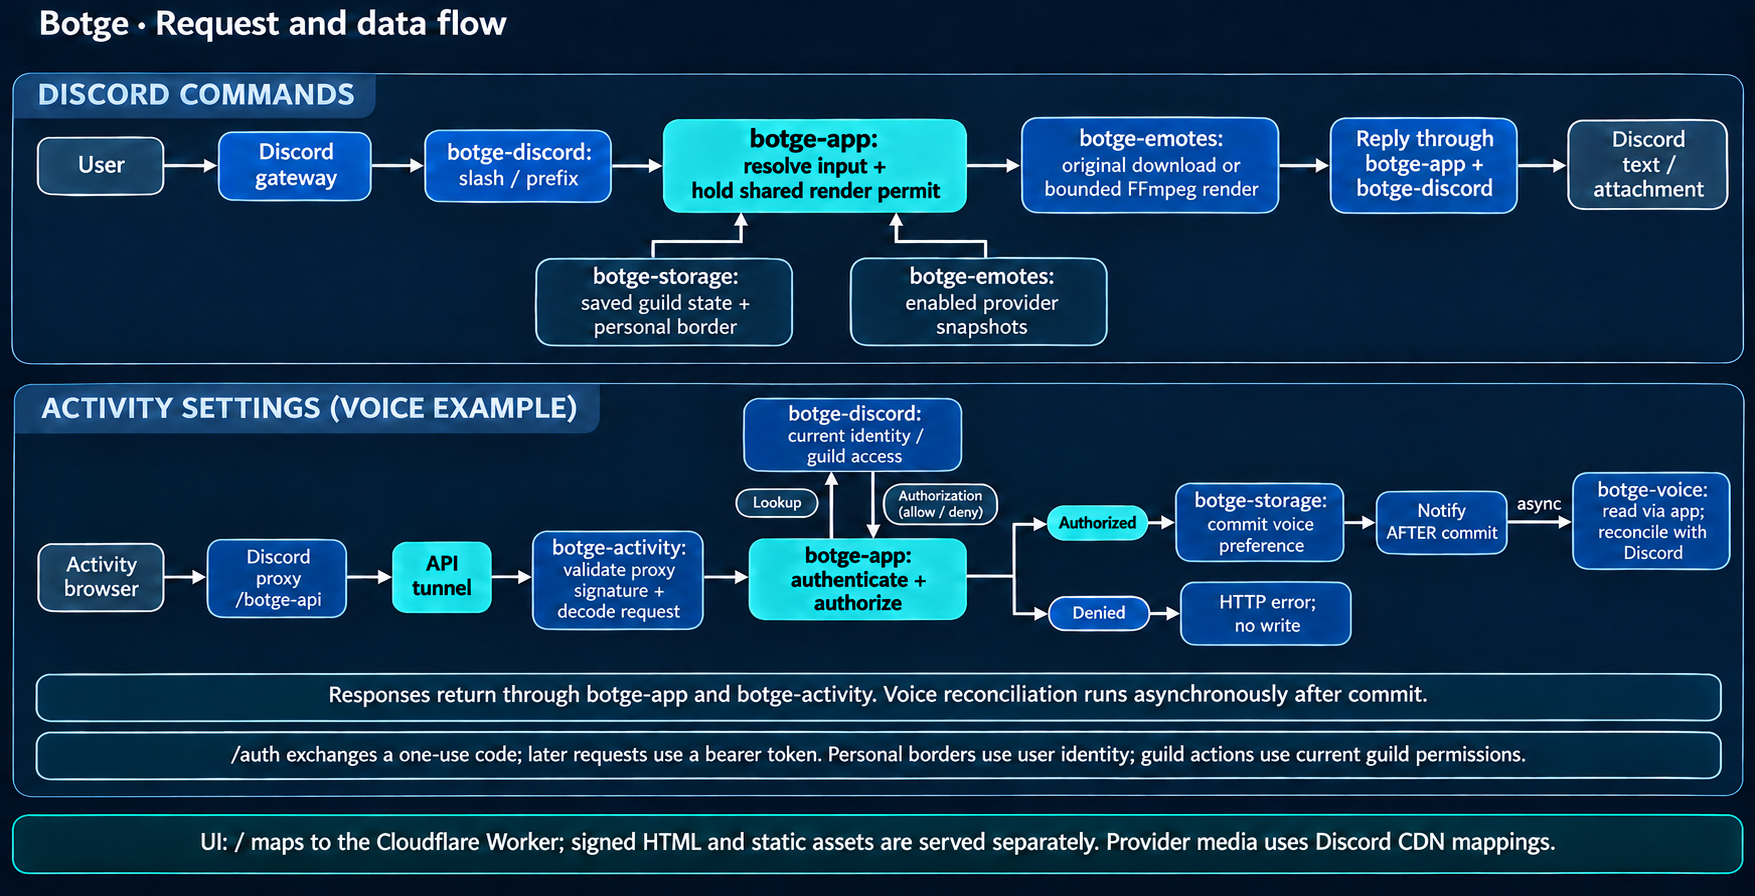 Botge · Request and data flow
DISCORD COMMANDS
User
Discord
gateway
botge-discord:
slash / prefix
botge-app:
resolve input +
hold shared render permit
botge-emotes:
original download or
bounded FFmpeg render
Reply through
botge-app +
botge-discord
Discord
text /
attachment
botge-storage:
saved guild state +
personal border
botge-emotes:
enabled provider
snapshots
ACTIVITY SETTINGS (VOICE EXAMPLE)
botge-discord:
current identity /
guild access
Lookup
Authorization
(allow / deny)
Activity
browser
Discord
proxy
/botge-api
API
tunnel
botge-activity:
validate proxy
signature +
decode request
botge-app:
authenticate +
authorize
Authorized
botge-storage:
commit voice
preference
Notify
AFTER commit
async
botge-voice:
read via app;
reconcile with
Discord
Denied
HTTP error;
no write
Responses return through botge-app and botge-activity. Voice reconciliation runs asynchronously after commit.
/auth exchanges a one-use code; later requests use a bearer token. Personal borders use user identity; guild actions use current guild permissions.
UI: / maps to the Cloudflare Worker; signed HTML and static assets are served separately. Provider media uses Discord CDN mappings.